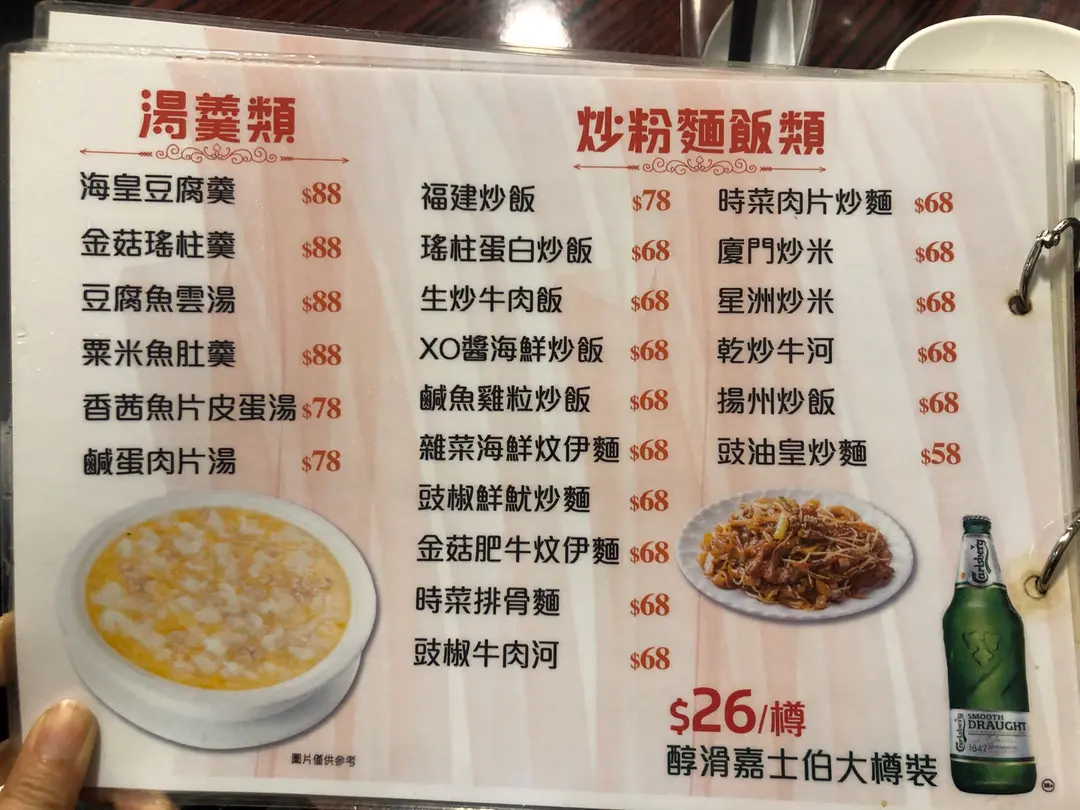 湯羹類
海皇豆腐羹 $88
金菇瑤柱羹 $88
豆腐魚雲湯 $88
粟米魚肚羹 $88
香茜魚片皮蛋湯 $78
鹹蛋肉片湯 $78
圖片僅供參考
炒粉麵飯類
福建炒飯 $78
瑤柱蛋白炒飯 $68
生炒牛肉飯 $68
XO醬海鮮炒飯 $68
鹹魚雞粒炒飯 $68
雜菜海鮮炆伊麵 $68
豉椒鮮魷炒麵 $68
金菇肥牛炆伊麵 $68
時菜排骨麵 $68
豉椒牛肉河 $68
時菜肉片炒麵 $68
廈門炒米 $68
星洲炒米 $68
乾炒牛河 $68
揚州炒飯 $68
豉油皇炒麵 $58
$26/樽
醇滑嘉士伯大樽裝
Carlsberg
Carlsberg
SMOOTH
DRAUGHT
1847
18+